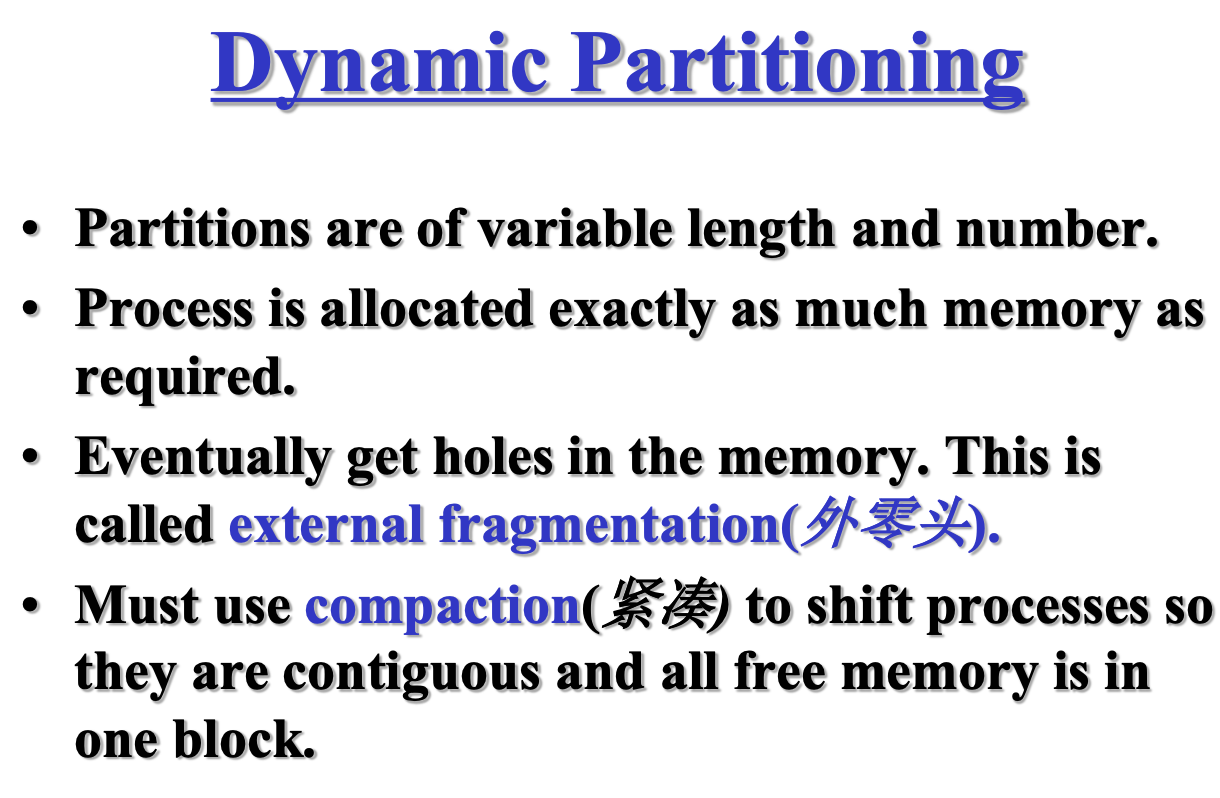 Dynamic Partitioning
• Partitions are of variable length and number.
• Process is allocated exactly as much memory as
required.
• Eventually get holes in the memory. This is
called external fragmentation(外零头).
• Must use compaction(紧凑) to shift processes so
they are contiguous and all free memory is in
one block.